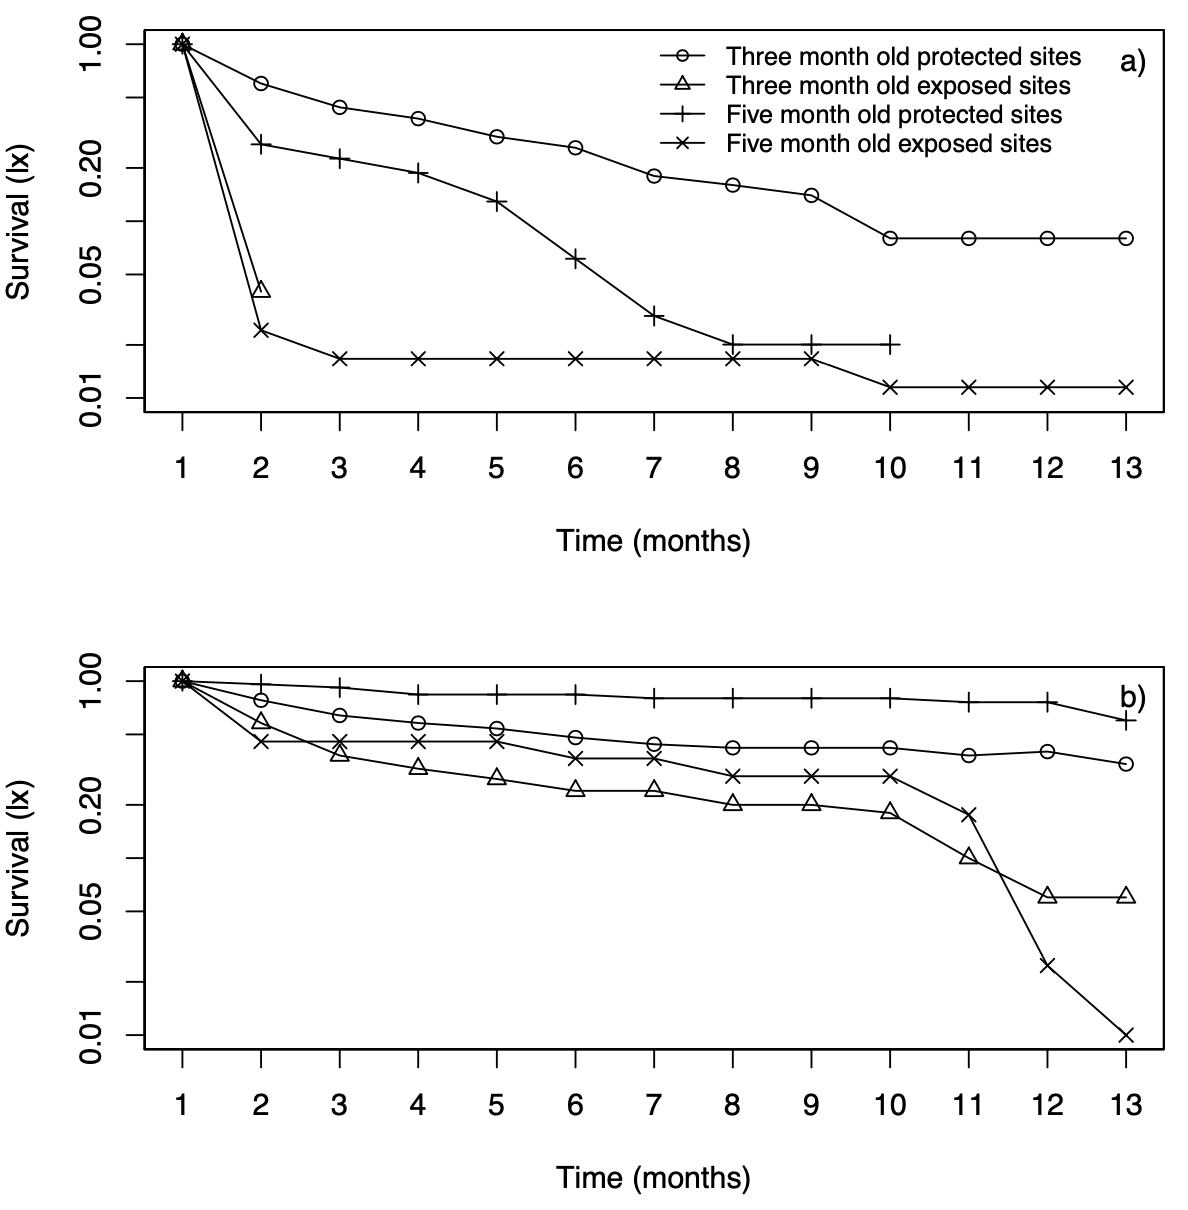 a)
Three month old protected sites
Three month old exposed sites
Five month old protected sites
Five month old exposed sites
Survival (lx)
1.00
0.20
0.05
0.01
1 2 3 4 5 6 7 8 9 10 11 12 13
Time (months)
b)
Survival (lx)
1.00
0.20
0.05
0.01
1 2 3 4 5 6 7 8 9 10 11 12 13
Time (months)